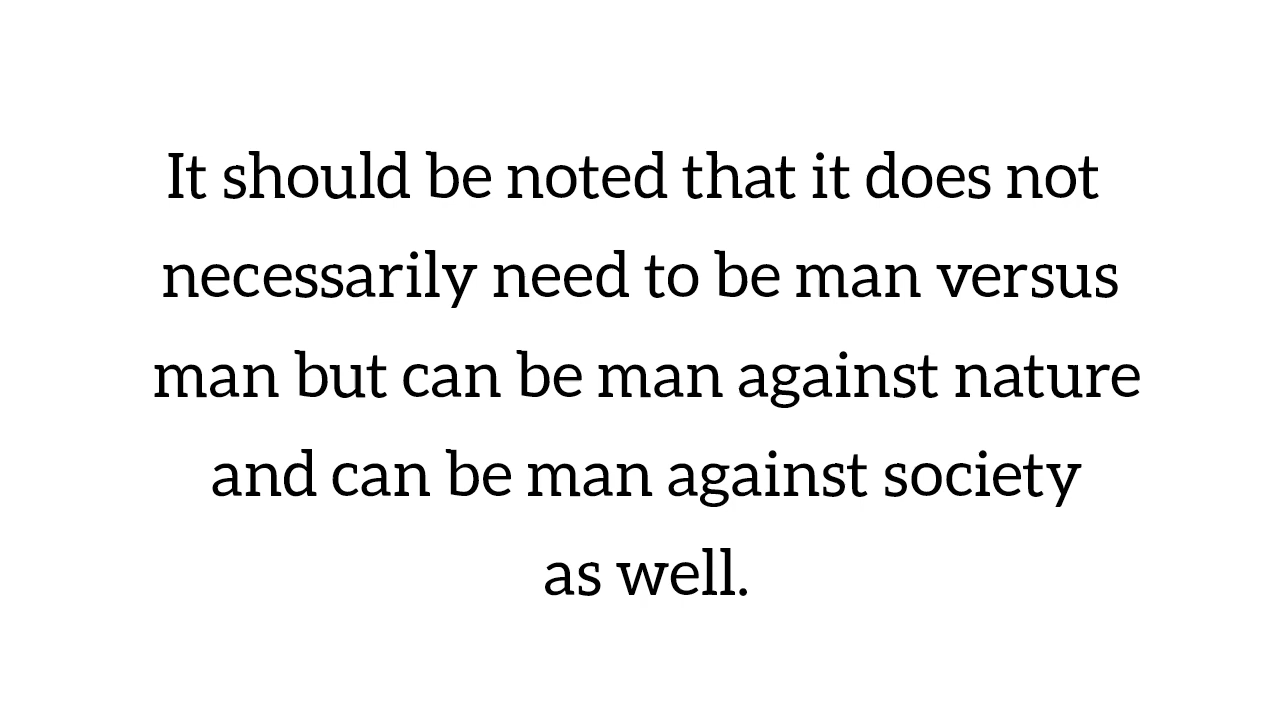 It should be noted that it does not
necessarily need to be man versus
man but can be man against nature
and can be man against society
as well.